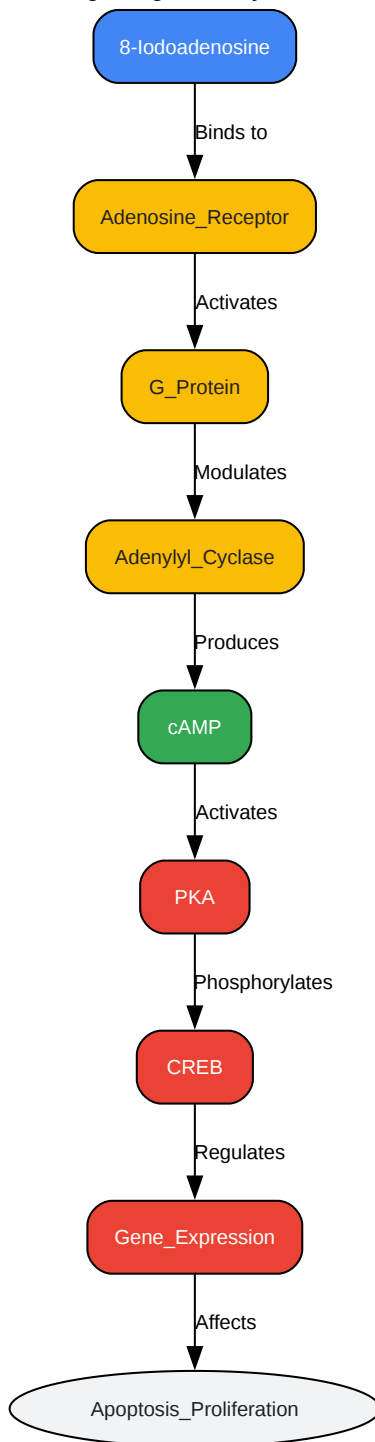 8-Iodoadenosine
Binds to
Adenosine_Receptor
Activates
G_Protein
Modulates
Adenylyl_Cyclase
Produces
cAMP
Activates
PKA
Phosphorylates
CREB
Regulates
Gene_Expression
Affects
Apoptosis_Proliferation